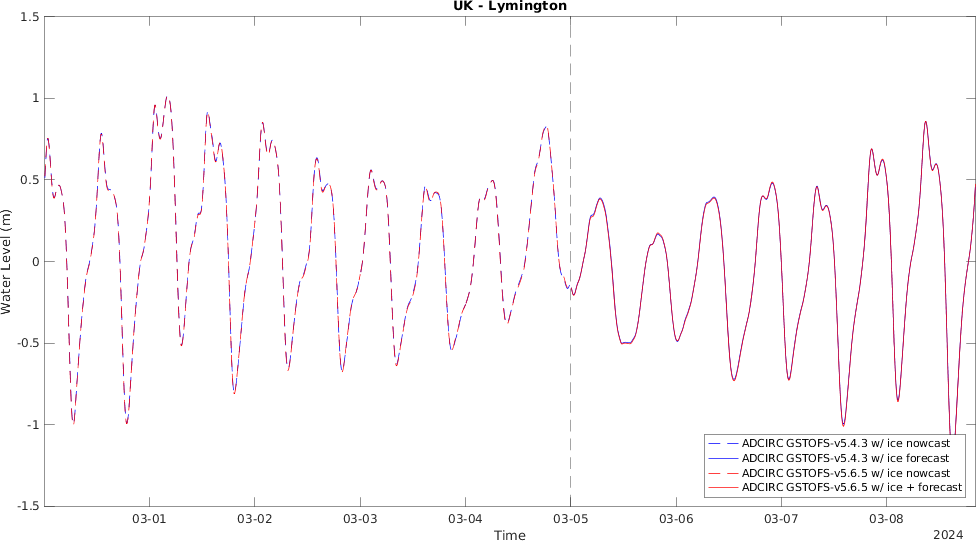 UK - Lymington
1.5
1
0.5
0
-0.5
-1
-1.5
Water Level (m)
03-01
03-02
03-03
03-04
03-05
03-06
03-07
03-08
Time
2024
ADCIRC GSTOFS-v5.4.3 w/ ice nowcast
ADCIRC GSTOFS-v5.4.3 w/ ice forecast
ADCIRC GSTOFS-v5.6.5 w/ ice nowcast
ADCIRC GSTOFS-v5.6.5 w/ ice + forecast